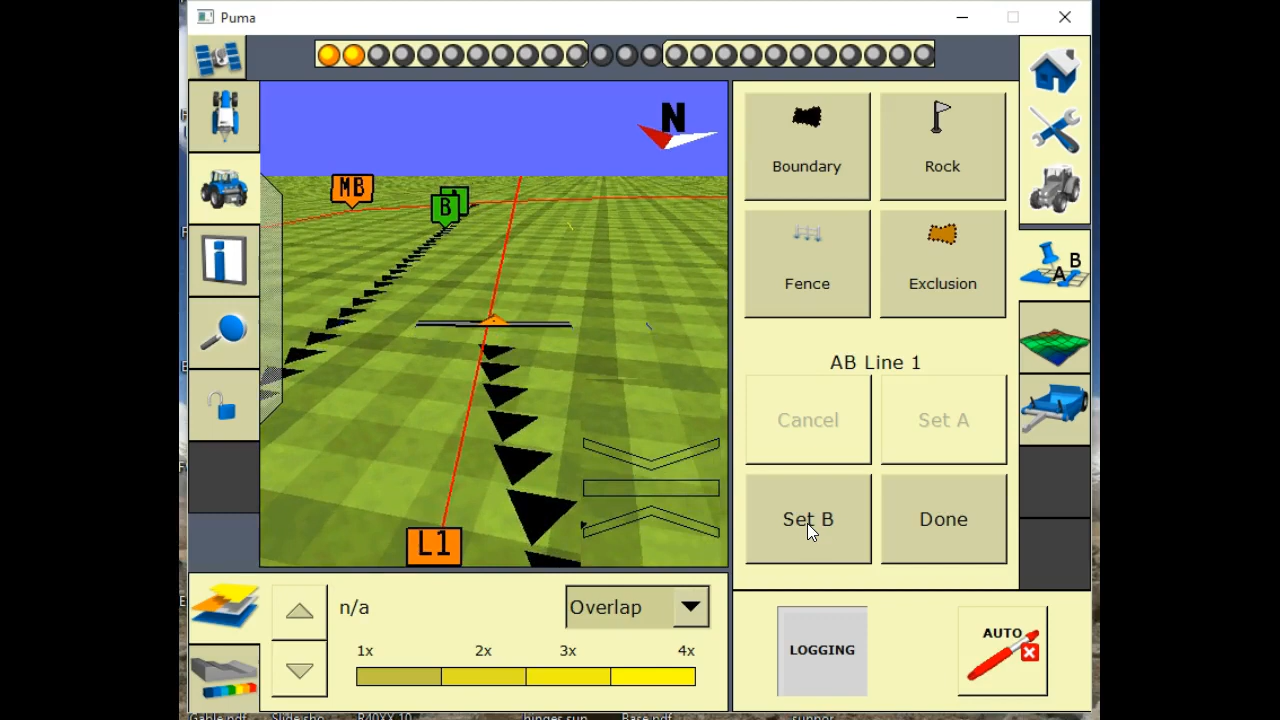 Puma
N
MB
B
L1
Boundary
Rock
Fence
Exclusion
A B
AB Line 1
Cancel
Set A
Set B
Done
n/a
Overlap
1x 2x 3x 4x
LOGGING
AUTO